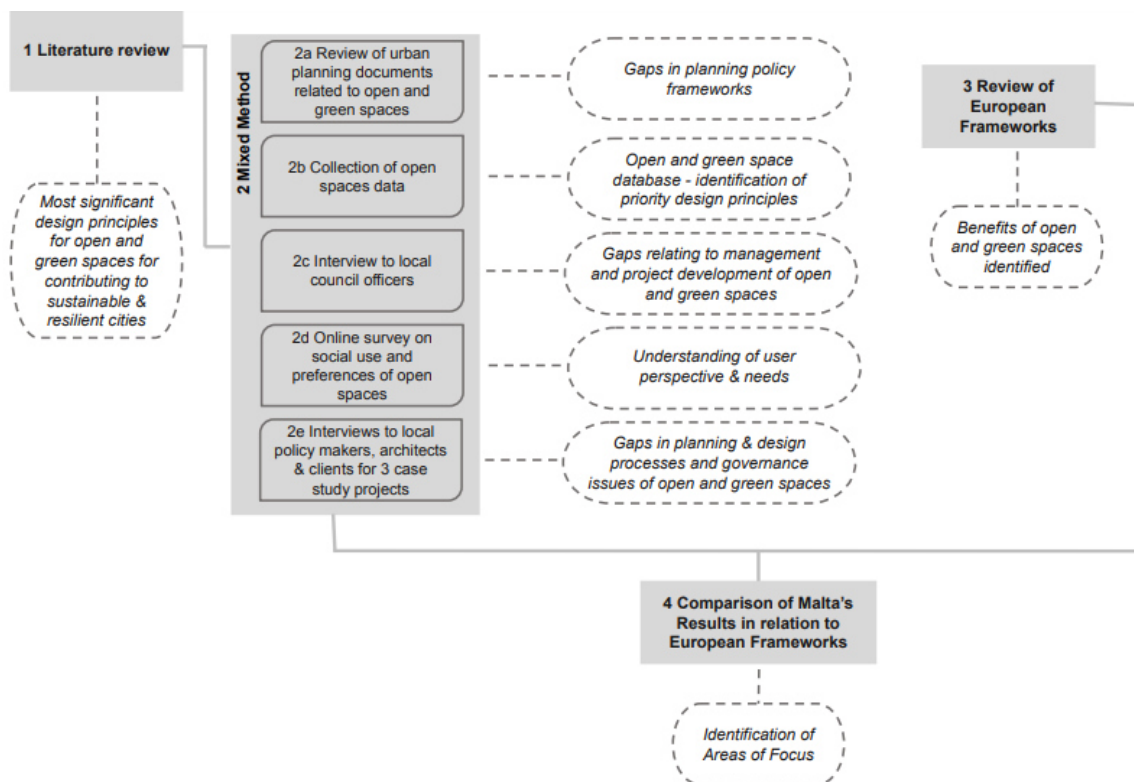 1 Literature review
Most significant
design principles
for open and
green spaces for
contributing to
sustainable &
resilient cities
2 Mixed Method
2a Review of urban
planning documents
related to open and
green spaces
Gaps in planning policy
frameworks
2b Collection of open
spaces data
Open and green space
database - identification of
priority design principles
2c Interview to local
council officers
Gaps relating to management
and project development of open
and green spaces
2d Online survey on
social use and
preferences of open
spaces
Understanding of user
perspective & needs
2e Interviews to local
policy makers, architects
& clients for 3 case
study projects
Gaps in planning & design
processes and governance
issues of open and green spaces
3 Review of
European
Frameworks
Benefits of open
and green spaces
identified
4 Comparison of Malta's
Results in relation to
European Frameworks
Identification of
Areas of Focus